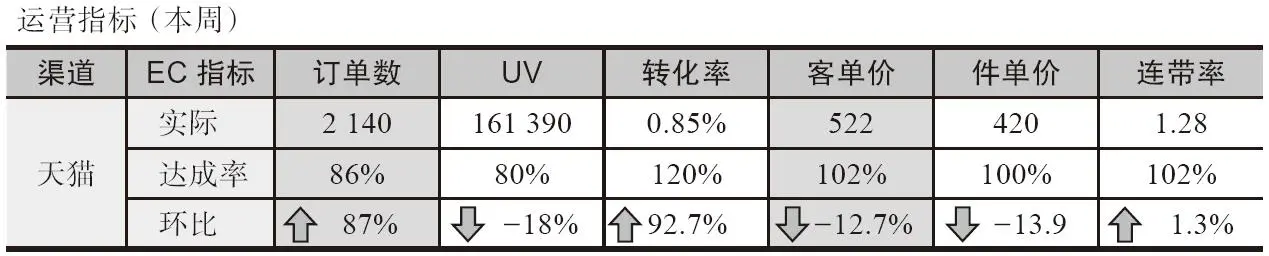 运营指标（本周）
渠道 EC 指标 订单数 UV 转化率 客单价 件单价 连带率
天猫 实际 2 140 161 390 0.85% 522 420 1.28
达成率 86% 80% 120% 102% 100% 102%
环比 87% −18% 92.7% −12.7% −13.9 1.3%